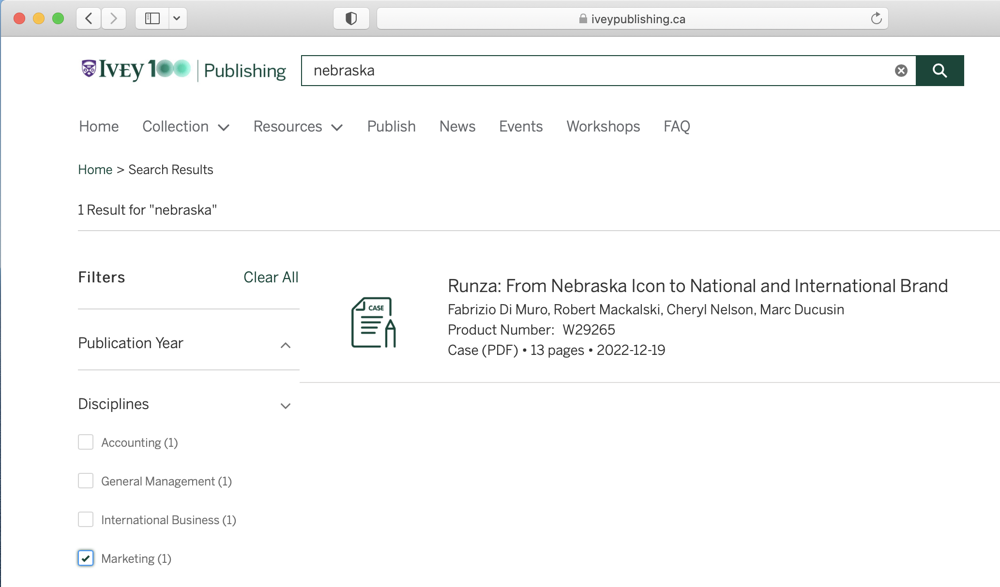 iveypublishing.ca
IVEY 100 | Publishing
nebraska
Home Collection Resources Publish News Events Workshops FAQ
Home > Search Results
1 Result for "nebraska"
Filters Clear All
Publication Year
Disciplines
Accounting (1)
General Management (1)
International Business (1)
Marketing (1)
CASE
Runza: From Nebraska Icon to National and International Brand
Fabrizio Di Muro, Robert Mackalski, Cheryl Nelson, Marc Ducusin
Product Number: W29265
Case (PDF) • 13 pages • 2022-12-19